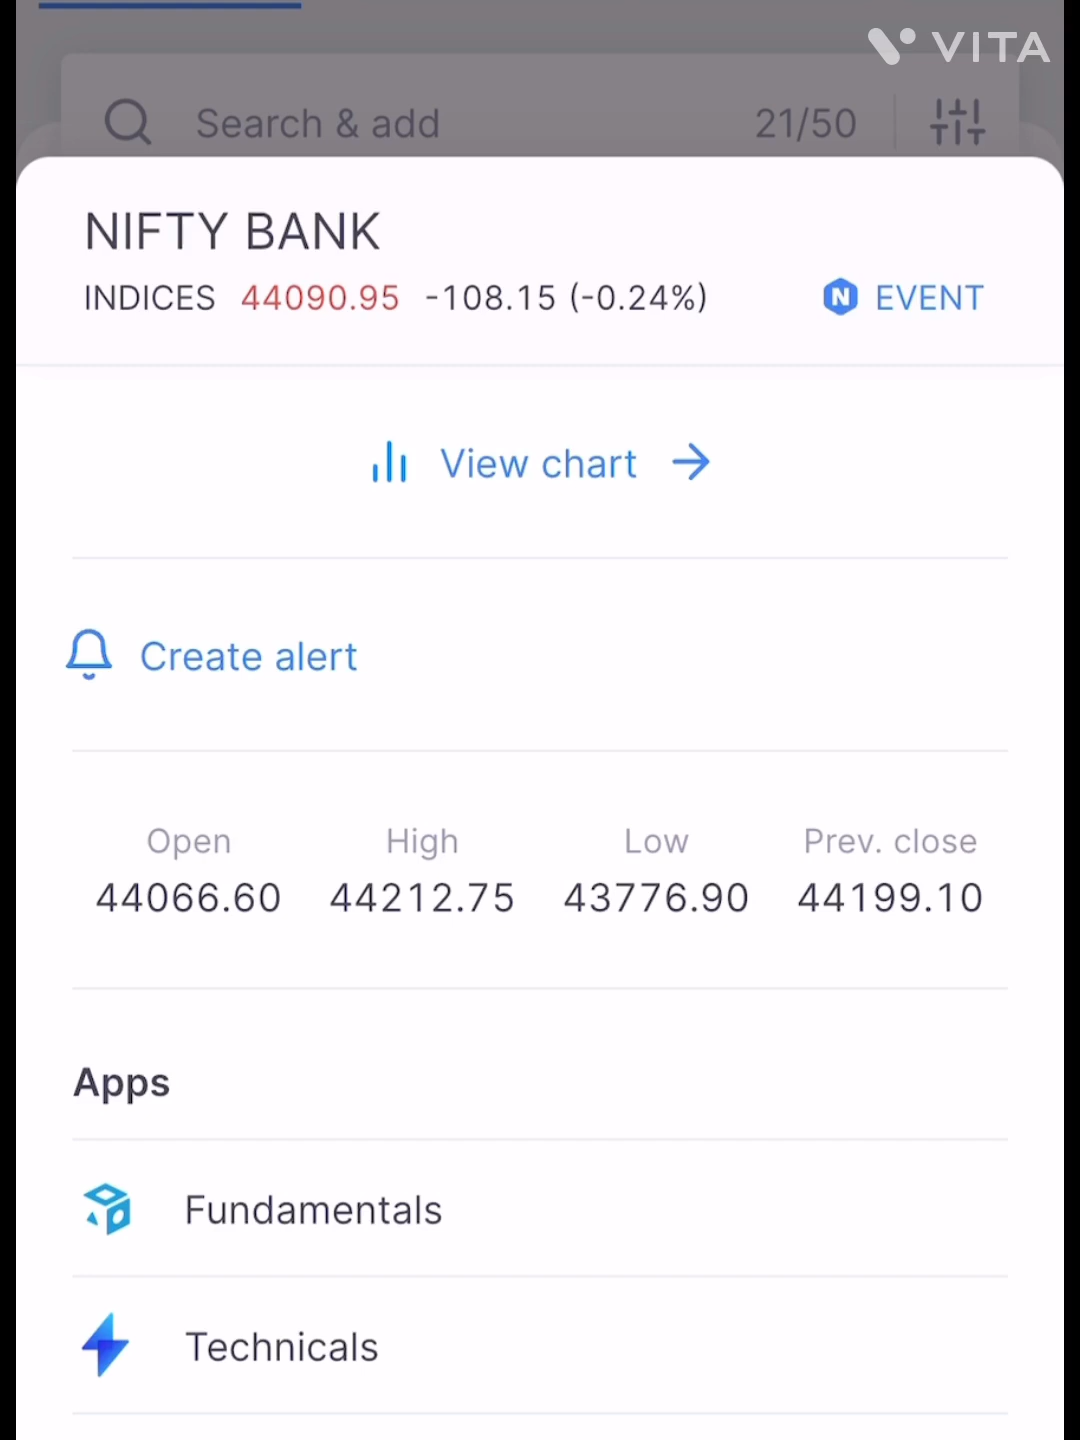 VITA
Search & add 21/50
NIFTY BANK
INDICES 44090.95 -108.15 (-0.24%) N EVENT
View chart
Create alert
Open High Low Prev. close
44066.60 44212.75 43776.90 44199.10
Apps
Fundamentals
Technicals